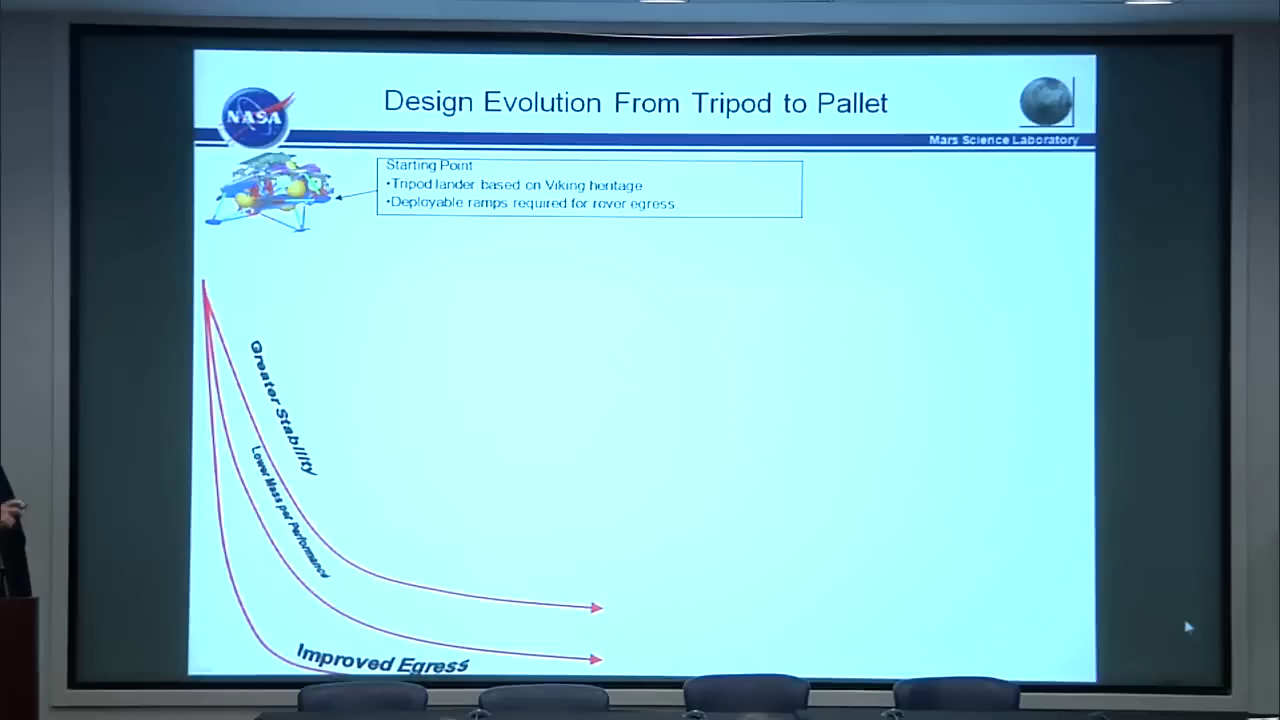 Design Evolution From Tripod to Pallet
NASA
Mars Science Laboratory
Starting Point
•Tripod lander based on Viking heritage
•Deployable ramps required for rover egress
Greater Stability
Lower Mass per Performance
Improved Egress